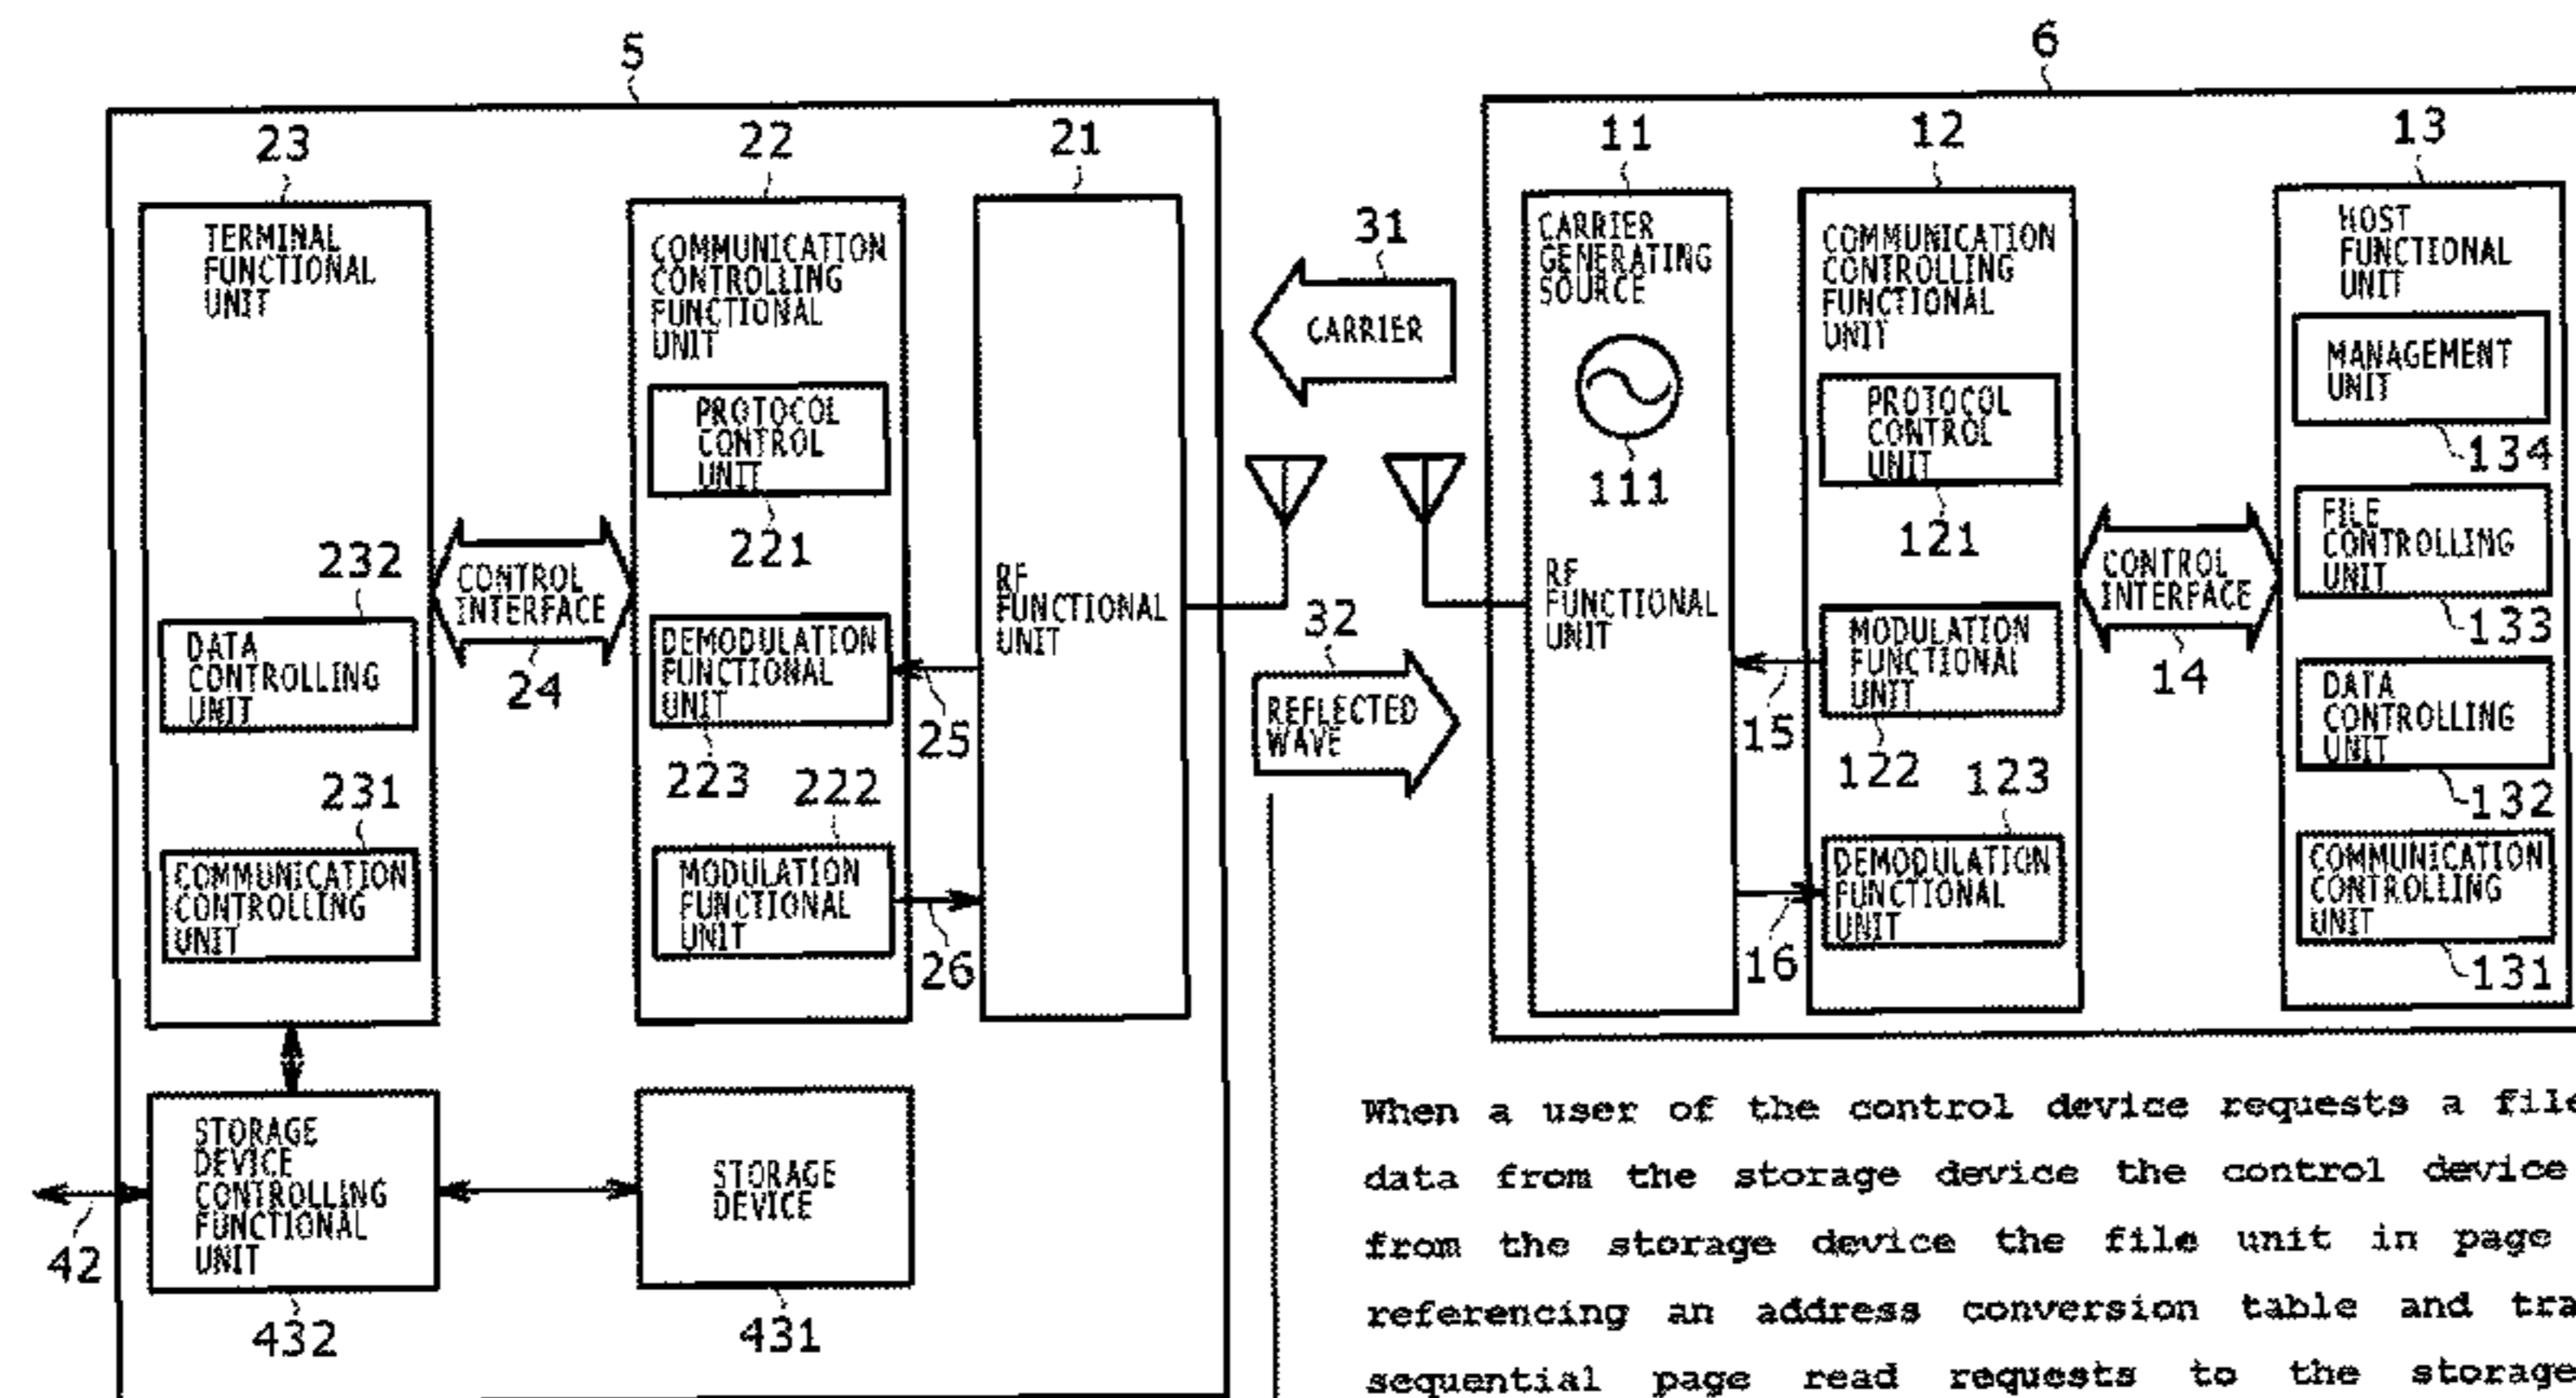 5
6
23
22
21
11
12
13
TERMINAL
FUNCTIONAL
UNIT
COMMUNICATION
CONTROLLING
FUNCTIONAL
UNIT
PROTOCOL
CONTROL
UNIT
221
232
DATA
CONTROLLING
UNIT
CONTROL
INTERFACE
24
DEMODULATION
FUNCTIONAL
UNIT
223
25
231
COMMUNICATION
CONTROLLING
UNIT
222
MODULATION
FUNCTIONAL
UNIT
26
RF
FUNCTIONAL
UNIT
STORAGE
DEVICE
CONTROLLING
FUNCTIONAL
UNIT
42
432
STORAGE
DEVICE
431
31
CARRIER
32
REFLECTED
WAVE
CARRIER
GENERATING
SOURCE
111
RF
FUNCTIONAL
UNIT
COMMUNICATION
CONTROLLING
FUNCTIONAL
UNIT
PROTOCOL
CONTROL
UNIT
121
MODULATION
FUNCTIONAL
UNIT
15
122
123
DEMODULATION
FUNCTIONAL
UNIT
16
CONTROL
INTERFACE
14
HOST
FUNCTIONAL
UNIT
MANAGEMENT
UNIT
134
FILE
CONTROLLING
UNIT
133
DATA
CONTROLLING
UNIT
132
COMMUNICATION
CONTROLLING
UNIT
131
When a user of the control device requests a file
data from the storage device the control device
from the storage device the file unit in page
referencing an address conversion table and tra
sequential page read requests to the storage